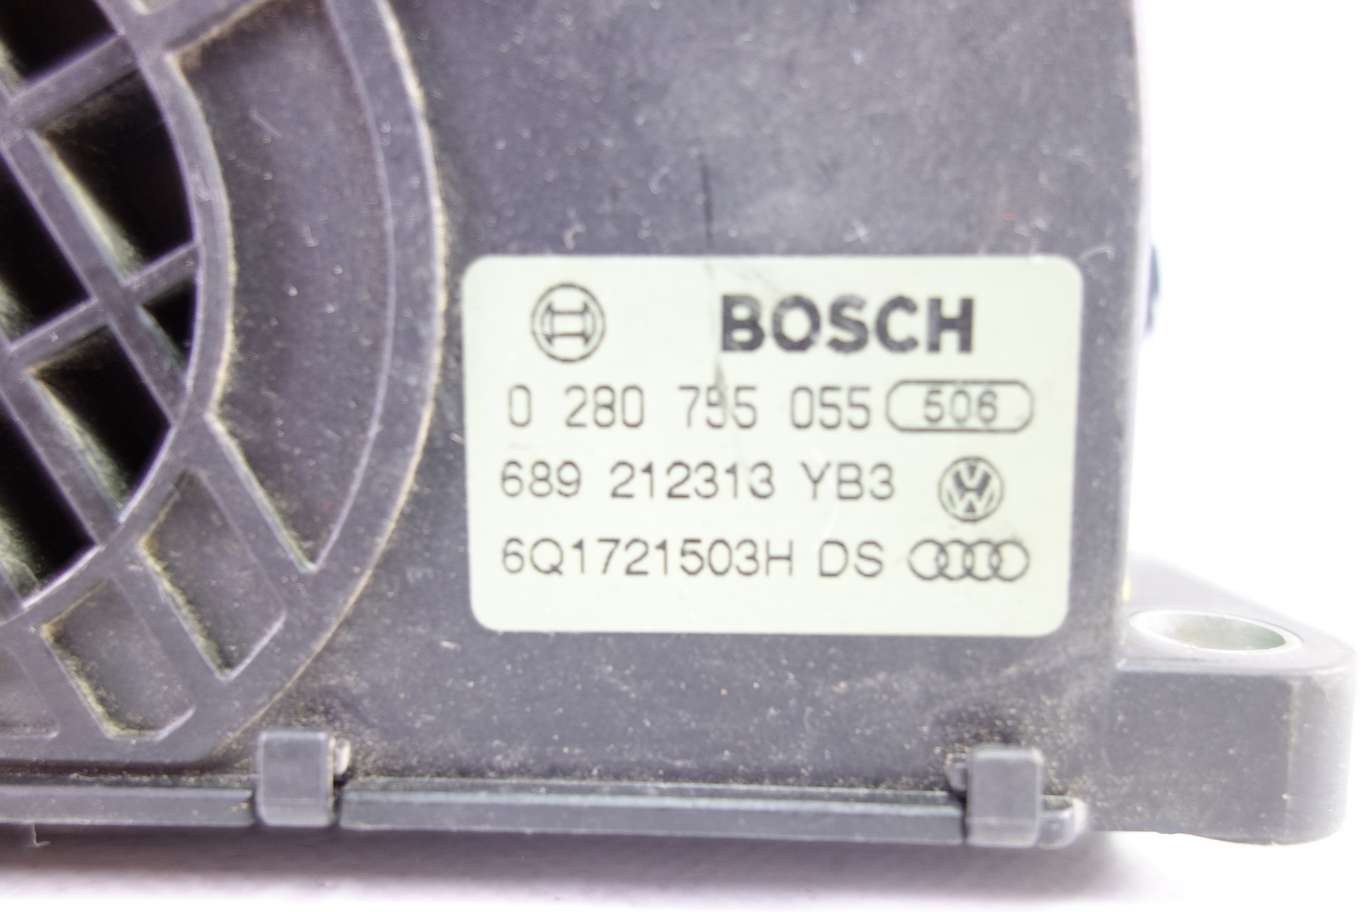 BOSCH
0 280 755 055 506
689 212313 YB3
6Q1721503H DS